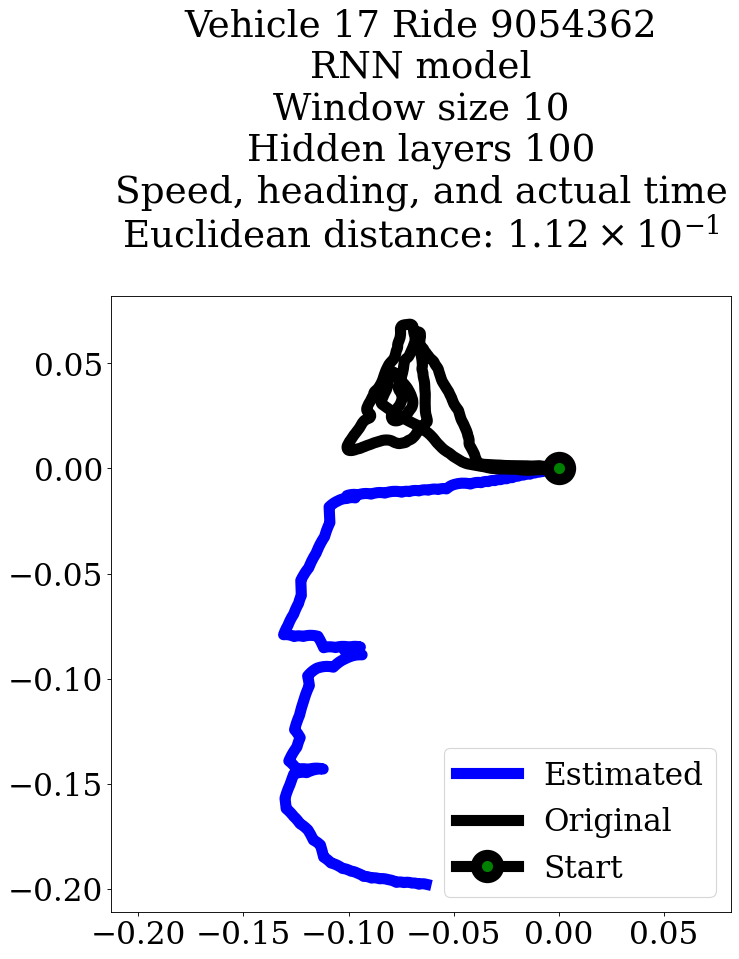 Vehicle 17 Ride 9054362
RNN model
Window size 10
Hidden layers 100
Speed, heading, and actual time
Euclidean distance: 1.12 × 10⁻¹
0.05
0.00
−0.05
−0.10
−0.15
−0.20
Estimated
Original
Start
−0.20 −0.15 −0.10 −0.05 0.00 0.05